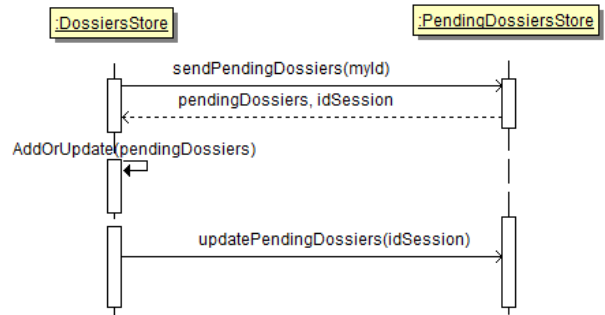 :DossiersStore
:PendingDossiersStore
sendPendingDossiers(myId)
pendingDossiers, idSession
AddOrUpdate(pendingDossiers)
updatePendingDossiers(idSession)